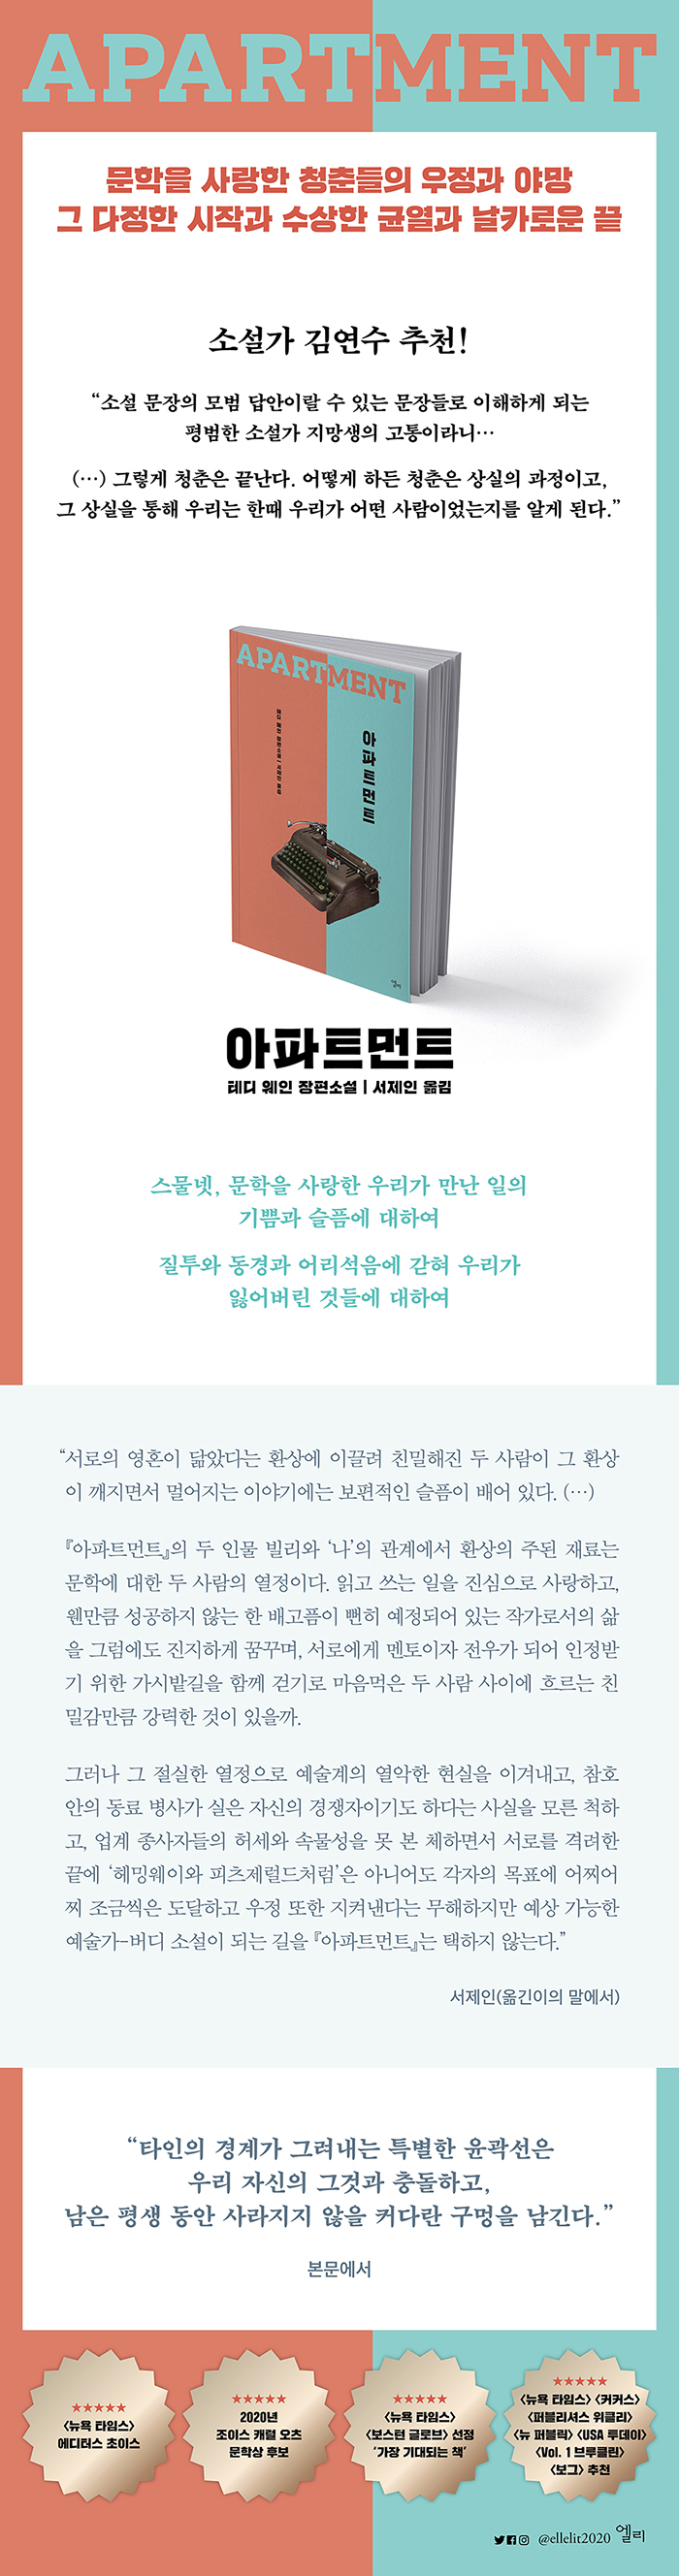 APARTMENT
문학을 사랑한 청춘들의 우정과 야망
그 다정한 시작과 수상한 균열과 날카로운 끝
소설가 김연수 추천!
“소설 문장의 모범 답안이랄 수 있는 문장들로 이해하게 되는
평범한 소설가 지망생의 고통이라니…
(…) 그렇게 청춘은 끝난다. 어떻게 하든 청춘은 상실의 과정이고,
그 상실을 통해 우리는 한때 우리가 어떤 사람이었는지를 알게 된다.”
APARTMENT
테디 웨인 장편소설 | 서제인 옮김
아파트먼트
엘리
아파트먼트
테디 웨인 장편소설 | 서제인 옮김
스물넷, 문학을 사랑한 우리가 만난 일의
기쁨과 슬픔에 대하여
질투와 동경과 어리석음에 갇혀 우리가
잃어버린 것들에 대하여
“서로의 영혼이 닮았다는 환상에 이끌려 친밀해진 두 사람이 그 환상
이 깨지면서 멀어지는 이야기에는 보편적인 슬픔이 배어 있다. (…)
『아파트먼트』의 두 인물 빌리와 ‘나’의 관계에서 환상의 주된 재료는
문학에 대한 두 사람의 열정이다. 읽고 쓰는 일을 진심으로 사랑하고,
웬만큼 성공하지 않는 한 배고픔이 뻔히 예정되어 있는 작가로서의 삶
을 그럼에도 진지하게 꿈꾸며, 서로에게 멘토이자 전우가 되어 인정받
기 위한 가시밭길을 함께 걷기로 마음먹은 두 사람 사이에 흐르는 친
밀감만큼 강력한 것이 있을까.
그러나 그 절실한 열정으로 예술계의 열악한 현실을 이겨내고, 참호
안의 동료 병사가 실은 자신의 경쟁자이기도 하다는 사실을 모른 척하
고, 업계 종사자들의 허세와 속물성을 못 본 체하면서 서로를 격려한
끝에 ‘헤밍웨이와 피츠제럴드처럼’은 아니어도 각자의 목표에 어찌어
찌 조금씩은 도달하고 우정 또한 지켜낸다는 무해하지만 예상 가능한
예술가-버디 소설이 되는 길을 『아파트먼트』는 택하지 않는다.”
서제인(옮긴이의 말에서)
“타인의 경계가 그려내는 특별한 윤곽선은
우리 자신의 그것과 충돌하고,
남은 평생 동안 사라지지 않을 커다란 구멍을 남긴다.”
본문에서
★★★★★
〈뉴욕 타임스〉
에디터스 초이스
★★★★★
2020년
조이스 캐럴 오츠
문학상 후보
★★★★★
〈뉴욕 타임스〉
〈보스턴 글로브〉 선정
‘가장 기대되는 책’
★★★★★
〈뉴욕 타임스〉 〈커커스〉
〈퍼블리셔스 위클리〉
〈뉴 퍼블릭〉 〈USA 투데이〉
〈Vol. 1 브루클린〉
〈보그〉 추천
@ellelit2020 엘리